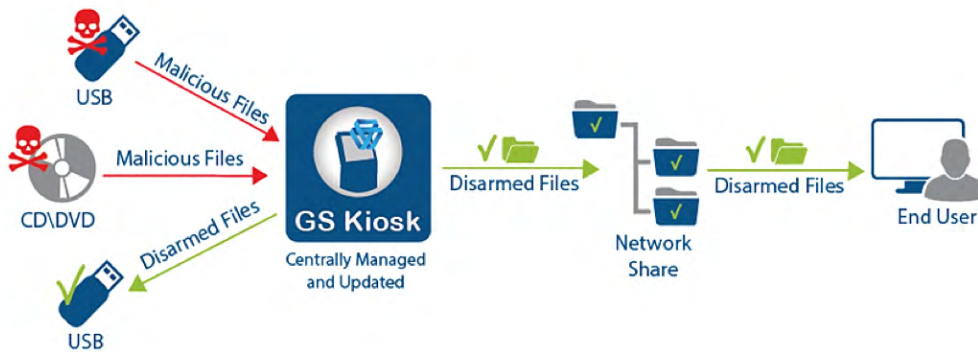 USB
Malicious Files
Malicious Files
CD\DVD
Disarmed Files
USB
GS Kiosk
Centrally Managed
and Updated
Disarmed Files
Network
Share
Disarmed Files
End User